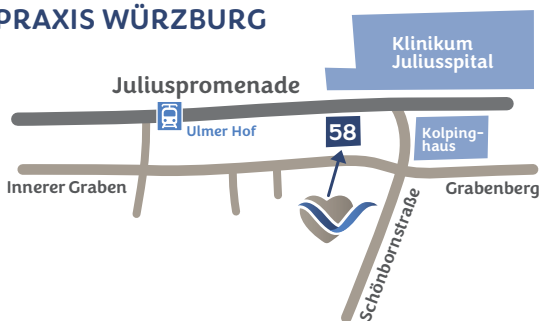 PRAXIS WÜRZBURG
Klinikum
Juliusspital
Juliuspromenade
Ulmer Hof
58
Kolping-
haus
Innerer Graben
Grabenberg
Schönbornstraße